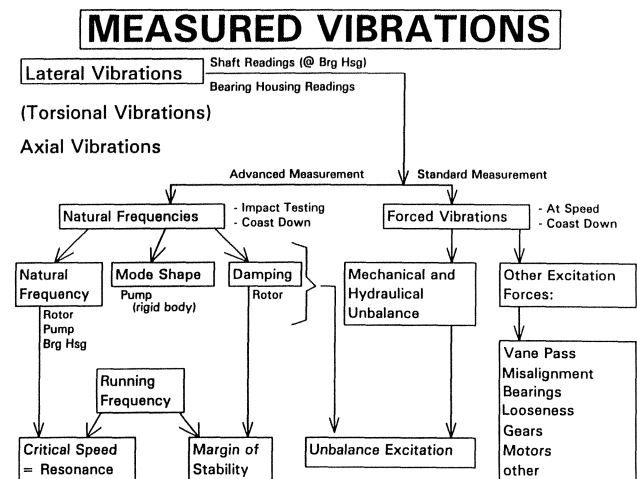 MEASURED VIBRATIONS
Lateral Vibrations
Shaft Readings (@ Brg Hsg)
Bearing Housing Readings
(Torsional Vibrations)
Axial Vibrations
Advanced Measurement
Standard Measurement
Natural Frequencies
- Impact Testing
- Coast Down
Forced Vibrations
- At Speed
- Coast Down
Natural
Frequency
Rotor
Pump
Brg Hsg
Mode Shape
Pump
(rigid body)
Damping
Rotor
Mechanical and
Hydraulical
Unbalance
Other Excitation
Forces:
Running
Frequency
Critical Speed
= Resonance
Margin of
Stability
Unbalance Excitation
Vane Pass
Misalignment
Bearings
Looseness
Gears
Motors
other